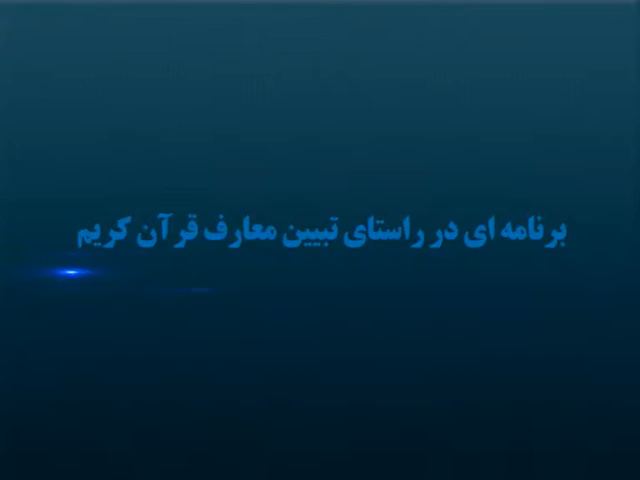 برنامه ای در راستای تبیین معارف قرآن کریم